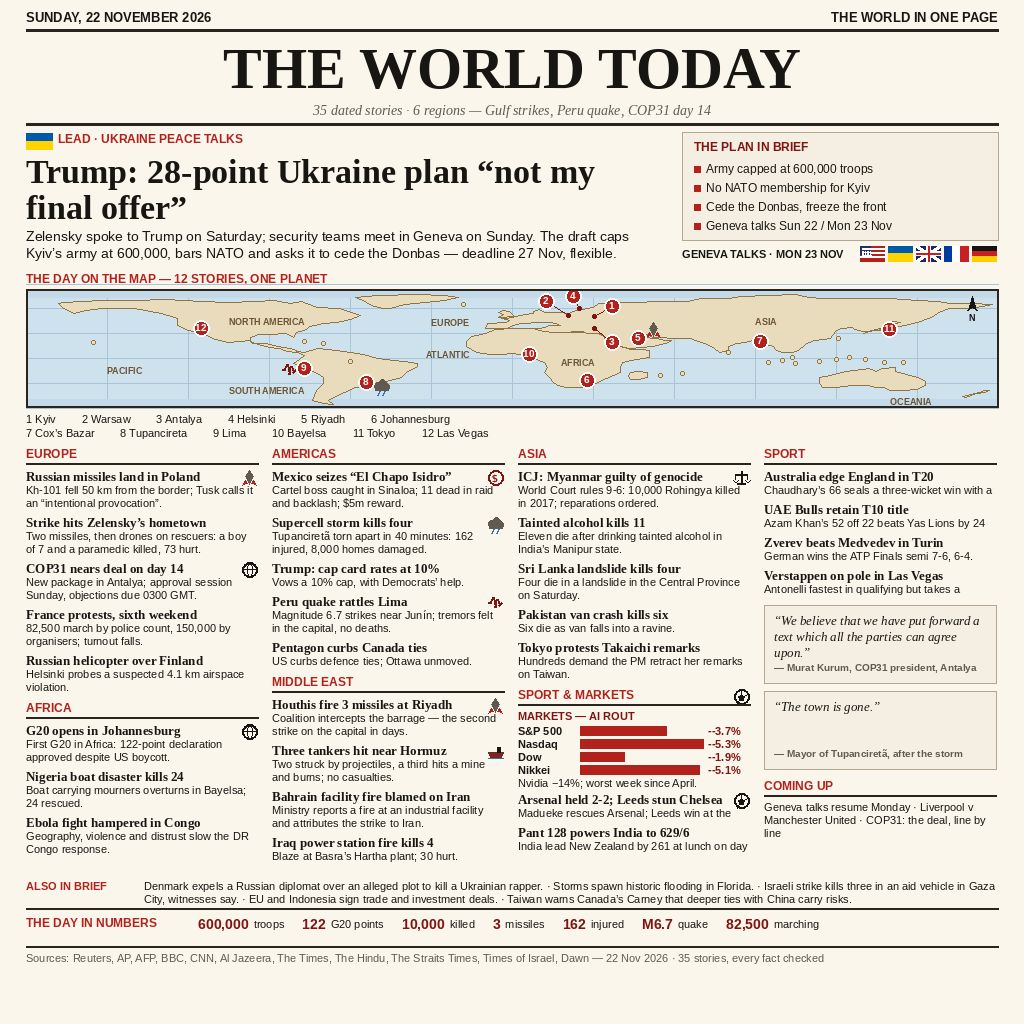 SUNDAY, 22 NOVEMBER 2026
THE WORLD IN ONE PAGE
THE WORLD TODAY
35 dated stories · 6 regions — Gulf strikes, Peru quake, COP31 day 14
LEAD · UKRAINE PEACE TALKS
Trump: 28-point Ukraine plan “not my
final offer”
Zelensky spoke to Trump on Saturday; security teams meet in Geneva on Sunday. The draft caps
Kyiv’s army at 600,000, bars NATO and asks it to cede the Donbas — deadline 27 Nov, flexible.
THE PLAN IN BRIEF
Army capped at 600,000 troops
No NATO membership for Kyiv
Cede the Donbas, freeze the front
Geneva talks Sun 22 / Mon 23 Nov
GENEVA TALKS · MON 23 NOV
THE DAY ON THE MAP — 12 STORIES, ONE PLANET
2
4
1
12
NORTH AMERICA
EUROPE
ASIA
11
N
3
5
7
10
ATLANTIC
AFRICA
PACIFIC
9
8
6
SOUTH AMERICA
OCEANIA
1 Kyiv 2 Warsaw 3 Antalya 4 Helsinki 5 Riyadh 6 Johannesburg
7 Cox’s Bazar 8 Tupancireta 9 Lima 10 Bayelsa 11 Tokyo 12 Las Vegas
EUROPE
Russian missiles land in Poland
Kh-101 fell 50 km from the border; Tusk calls it
an “intentional provocation”.
Strike hits Zelensky’s hometown
Two missiles, then drones on rescuers: a boy
of 7 and a paramedic killed, 73 hurt.
COP31 nears deal on day 14
New package in Antalya; approval session
Sunday, objections due 0300 GMT.
France protests, sixth weekend
82,500 march by police count, 150,000 by
organisers; turnout falls.
Russian helicopter over Finland
Helsinki probes a suspected 4.1 km airspace
violation.
AFRICA
G20 opens in Johannesburg
First G20 in Africa: 122-point declaration
approved despite US boycott.
Nigeria boat disaster kills 24
Boat carrying mourners overturns in Bayelsa;
24 rescued.
Ebola fight hampered in Congo
Geography, violence and distrust slow the DR
Congo response.
AMERICAS
Mexico seizes “El Chapo Isidro”
Cartel boss caught in Sinaloa; 11 dead in raid
and backlash; $5m reward.
$
Supercell storm kills four
Tupanciretã torn apart in 40 minutes: 162
injured, 8,000 homes damaged.
Trump: cap card rates at 10%
Vows a 10% cap, with Democrats’ help.
Peru quake rattles Lima
Magnitude 6.7 strikes near Junín; tremors felt
in the capital, no deaths.
Pentagon curbs Canada ties
US curbs defence ties; Ottawa unmoved.
MIDDLE EAST
Houthis fire 3 missiles at Riyadh
Coalition intercepts the barrage — the second
strike on the capital in days.
Three tankers hit near Hormuz
Two struck by projectiles, a third hits a mine
and burns; no casualties.
Bahrain facility fire blamed on Iran
Ministry reports a fire at an industrial facility
and attributes the strike to Iran.
Iraq power station fire kills 4
Blaze at Basra’s Hartha plant; 30 hurt.
ASIA
ICJ: Myanmar guilty of genocide
World Court rules 9-6: 10,000 Rohingya killed
in 2017; reparations ordered.
Tainted alcohol kills 11
Eleven die after drinking tainted alcohol in
India’s Manipur state.
Sri Lanka landslide kills four
Four die in a landslide in the Central Province
on Saturday.
Pakistan van crash kills six
Six die as van falls into a ravine.
Tokyo protests Takaichi remarks
Hundreds demand the PM retract her remarks
on Taiwan.
SPORT & MARKETS
MARKETS — AI ROUT
S&P 500 --3.7%
Nasdaq --5.3%
Dow --1.9%
Nikkei --5.1%
Nvidia −14%; worst week since April.
Arsenal held 2-2; Leeds stun Chelsea
Madueke rescues Arsenal; Leeds win at the
Pant 128 powers India to 629/6
India lead New Zealand by 261 at lunch on day
SPORT
Australia edge England in T20
Chaudhary’s 66 seals a three-wicket win with a
UAE Bulls retain T10 title
Azam Khan’s 52 off 22 beats Yas Lions by 24
Zverev beats Medvedev in Turin
German wins the ATP Finals semi 7-6, 6-4.
Verstappen on pole in Las Vegas
Antonelli fastest in qualifying but takes a
“We believe that we have put forward a
text which all the parties can agree
upon.”
— Murat Kurum, COP31 president, Antalya
“The town is gone.”
— Mayor of Tupanciretã, after the storm
COMING UP
Geneva talks resume Monday · Liverpool v
Manchester United · COP31: the deal, line by
line
ALSO IN BRIEF
Denmark expels a Russian diplomat over an alleged plot to kill a Ukrainian rapper. · Storms spawn historic flooding in Florida. · Israeli strike kills three in an aid vehicle in Gaza
City, witnesses say. · EU and Indonesia sign trade and investment deals. · Taiwan warns Canada’s Carney that deeper ties with China carry risks.
THE DAY IN NUMBERS
600,000 troops 122 G20 points 10,000 killed 3 missiles 162 injured M6.7 quake 82,500 marching
Sources: Reuters, AP, AFP, BBC, CNN, Al Jazeera, The Times, The Hindu, The Straits Times, Times of Israel, Dawn — 22 Nov 2026 · 35 stories, every fact checked